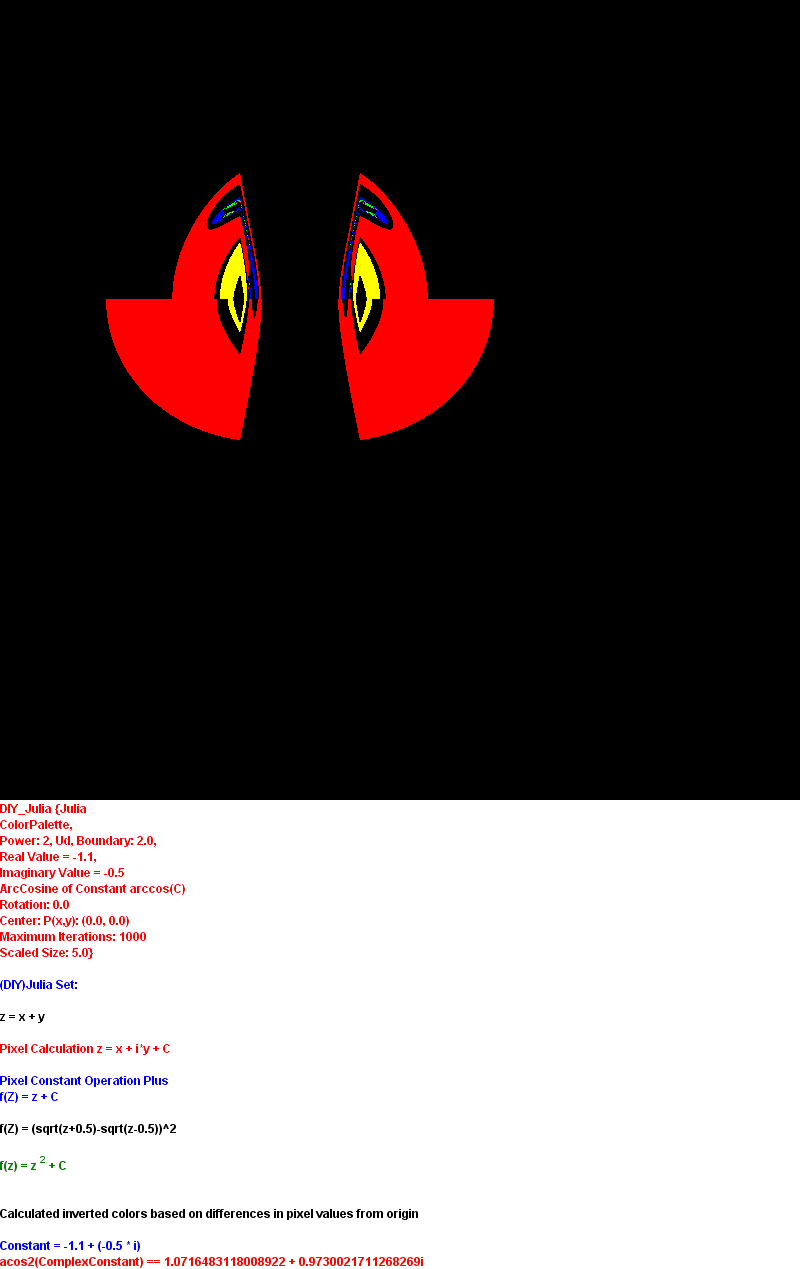 DIY_Julia {Julia
ColorPalette,
Power: 2, Ud, Boundary: 2.0,
Real Value = -1.1,
Imaginary Value = -0.5
ArcCosine of Constant arccos(C)
Rotation: 0.0
Center: P(x,y): (0.0, 0.0)
Maximum Iterations: 1000
Scaled Size: 5.0}
(DIY)Julia Set:
z = x + y
Pixel Calculation z = x + i*y + C
Pixel Constant Operation Plus
f(Z) = z + C
f(Z) = (sqrt(z+0.5)-sqrt(z-0.5))^2
f(z) = z 2 + C
Calculated inverted colors based on differences in pixel values from origin
Constant = -1.1 + (-0.5 * i)
acos2(ComplexConstant) == 1.0716483118008922 + 0.9730021711268269i